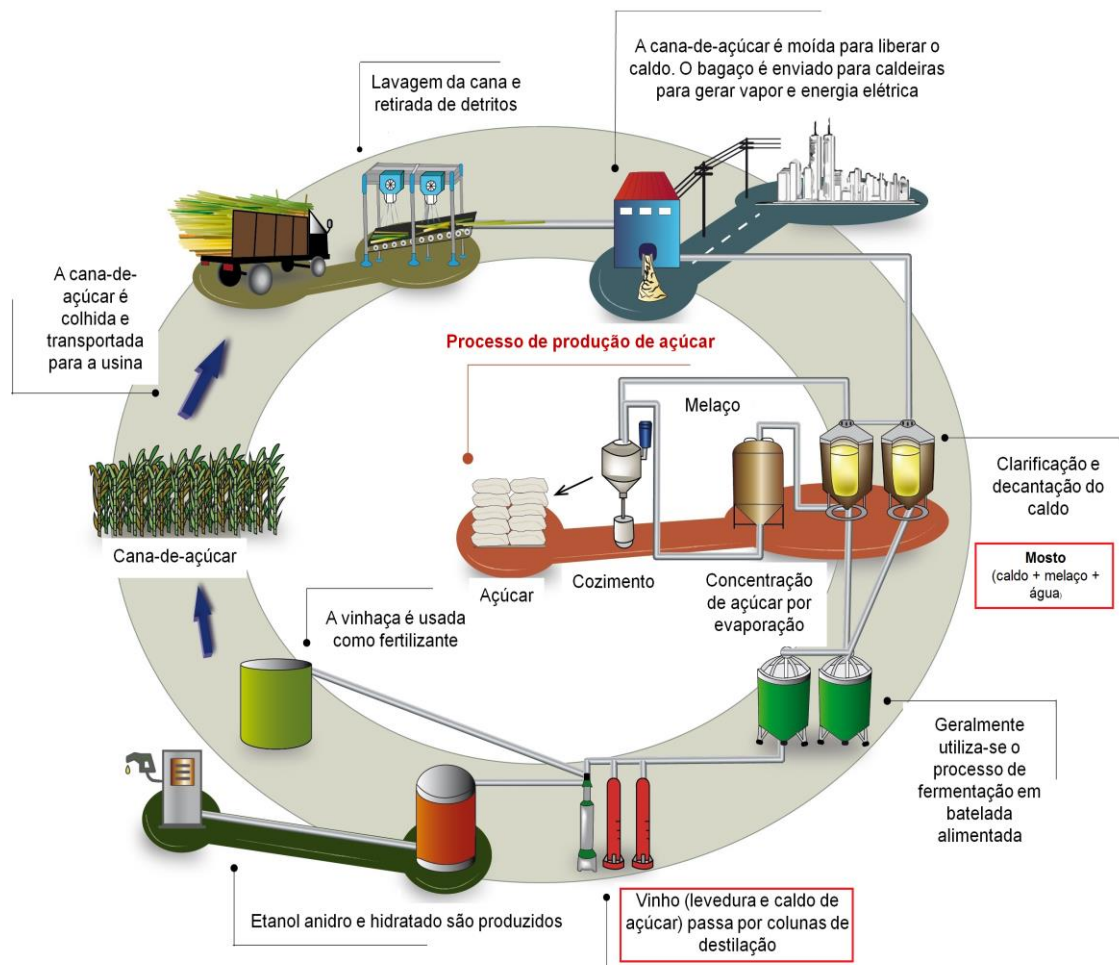 Lavagem da cana e
retirada de detritos
A cana-de-açúcar é moída para liberar o
caldo. O bagaço é enviado para caldeiras
para gerar vapor e energia elétrica
A cana-de-
açúcar é
colhida e
transportada
para a usina
Processo de produção de açúcar
Melaço
Clarificação e
decantação do
caldo
Mosto
(caldo + melaço +
água)
Cana-de-açúcar
Açúcar
Cozimento
Concentração
de açúcar por
evaporação
A vinhaça é usada
como fertilizante
Geralmente
utiliza-se o
processo de
fermentação em
batelada
alimentada
Etanol anidro e hidratado são produzidos
Vinho (levedura e caldo de
açúcar) passa por colunas de
destilação